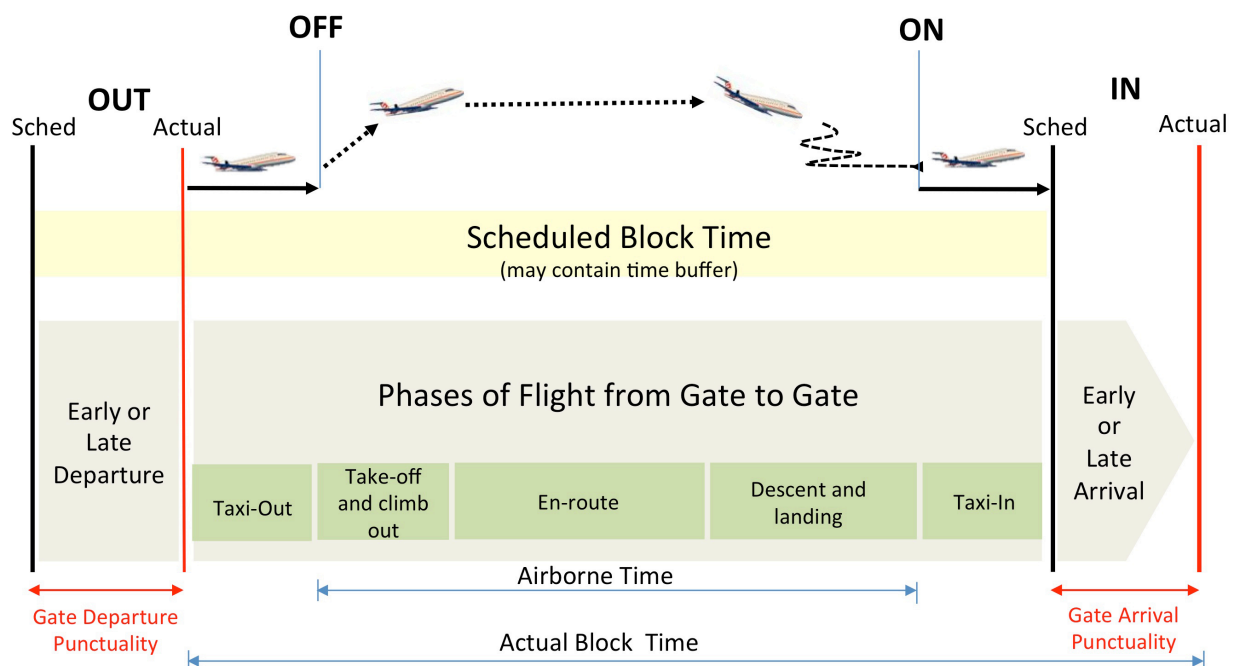 OFF
ON
OUT
IN
Sched
Actual
Sched
Actual
Scheduled Block Time
(may contain time buffer)
Phases of Flight from Gate to Gate
Early or
Late
Departure
Early
or
Late
Arrival
Taxi-Out
Take-off
and climb
out
En-route
Descent and
landing
Taxi-In
Airborne Time
Gate Departure
Punctuality
Gate Arrival
Punctuality
Actual Block Time